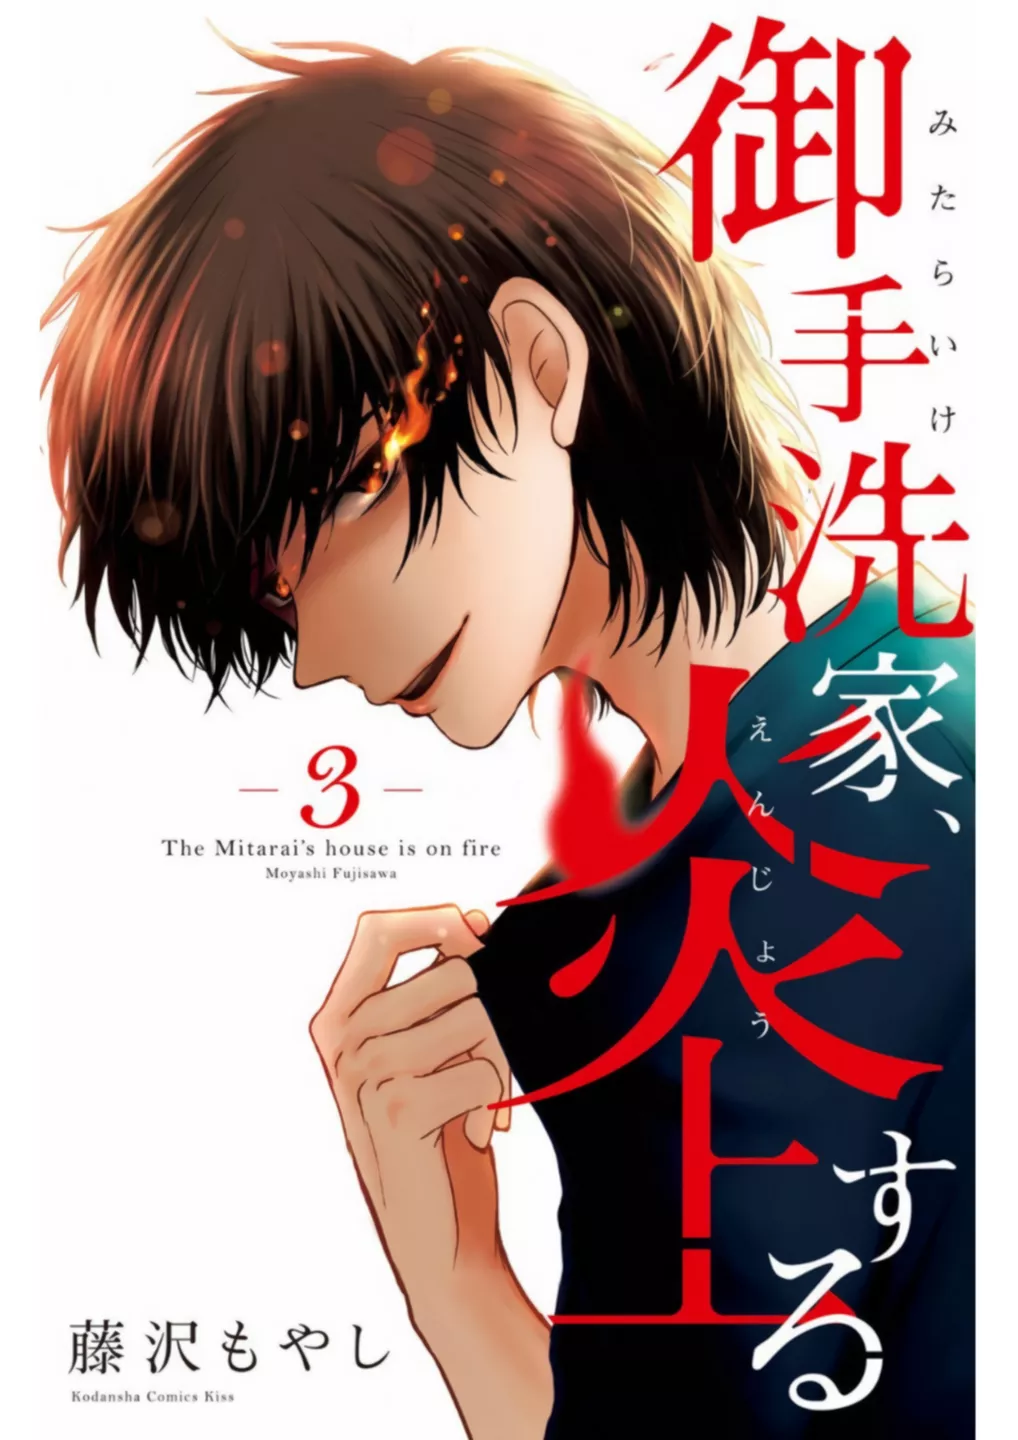 御手洗家、
みたらいけ
炎上
えんじょう
する
3
The Mitarai's house is on fire
Moyashi Fujisawa
藤沢もやし
Kodansha Comics Kiss